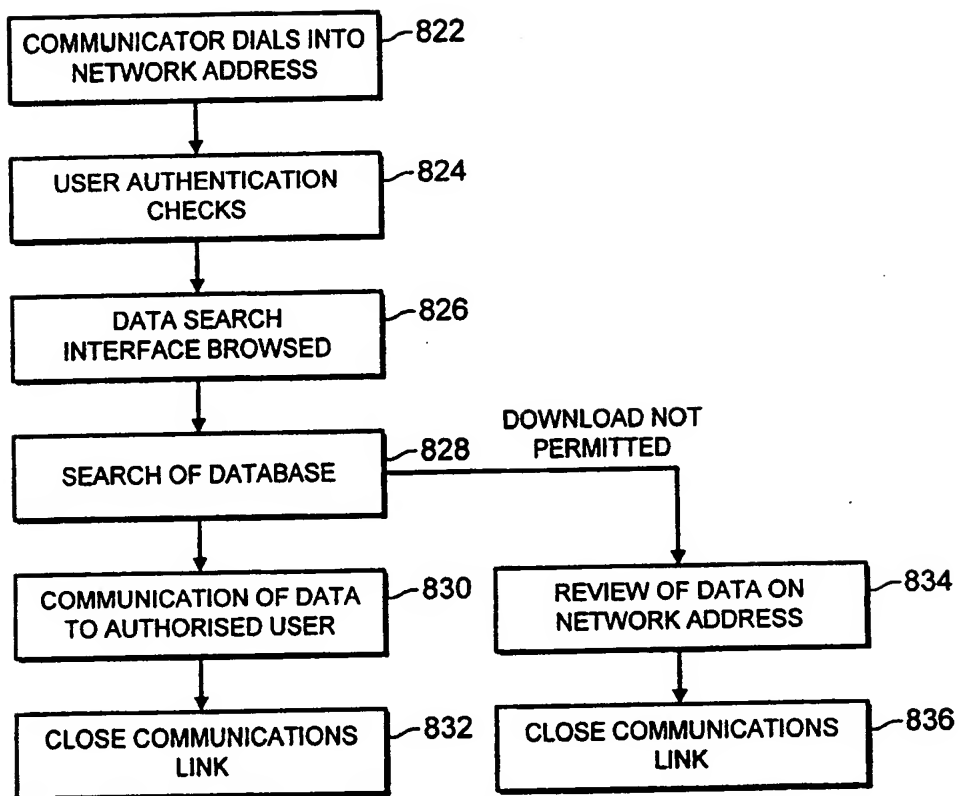 COMMUNICATOR DIALS INTO
NETWORK ADDRESS
822
USER AUTHENTICATION
CHECKS
824
DATA SEARCH
INTERFACE BROWSED
826
SEARCH OF DATABASE
828
DOWNLOAD NOT
PERMITTED
COMMUNICATION OF DATA
TO AUTHORISED USER
830
REVIEW OF DATA ON
NETWORK ADDRESS
834
CLOSE COMMUNICATIONS
LINK
832
CLOSE COMMUNICATIONS
LINK
836